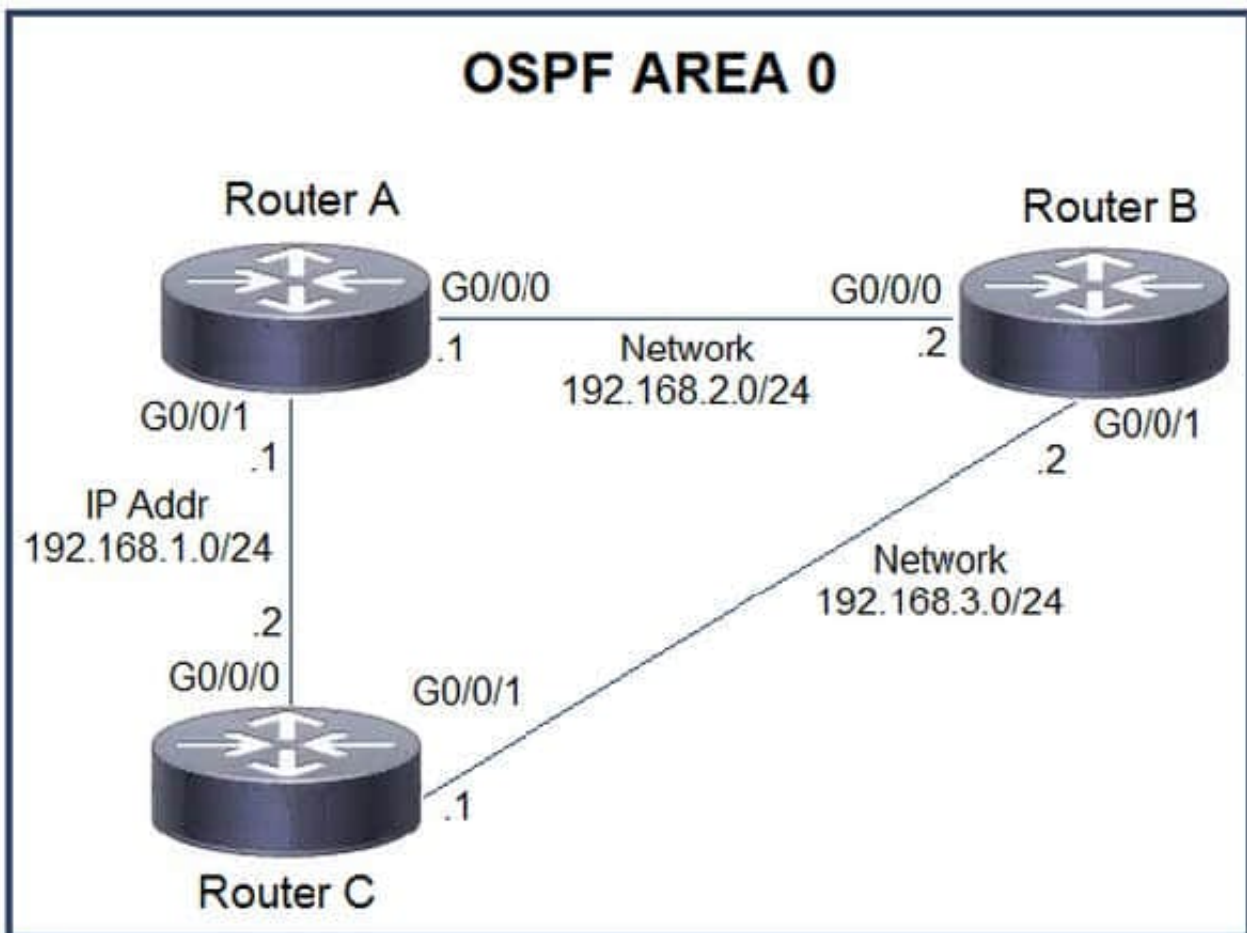 OSPF AREA 0
Router A
Router B
G0/0/0
G0/0/0
.1
.2
Network
192.168.2.0/24
G0/0/1
G0/0/1
.1
.2
IP Addr
192.168.1.0/24
Network
192.168.3.0/24
.2
G0/0/0
G0/0/1
.1
Router C